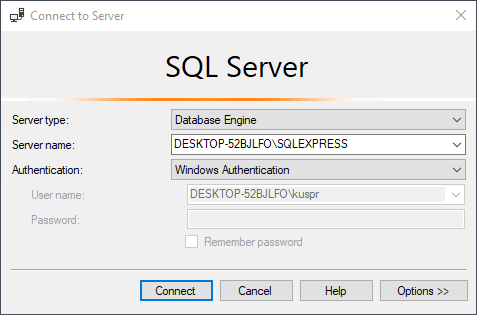 Connect to Server
SQL Server
Server type: Database Engine
Server name: DESKTOP-52BJLFO\SQLEXPRESS
Authentication: Windows Authentication
User name: DESKTOP-52BJLFO\kuspr
Password:
Remember password
Connect Cancel Help Options >>